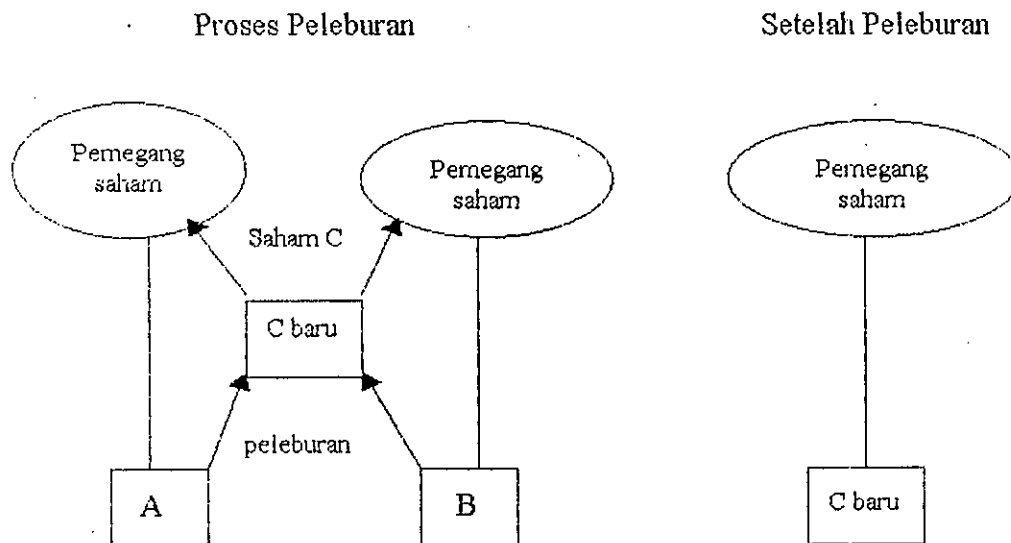 Proses Peleburan
Setelah Peleburan
Pemegang
saham
Pemegang
saham
Pemegang
saham
Saham C
C baru
peleburan
A
B
C baru